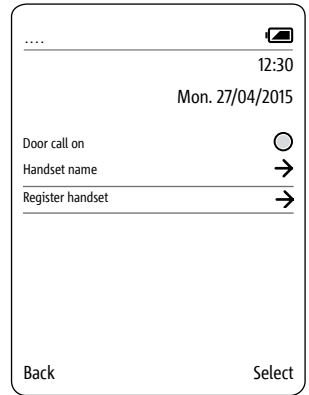 ....
12:30
Mon. 27/04/2015
Door call on
Handset name
Register handset
Back Select